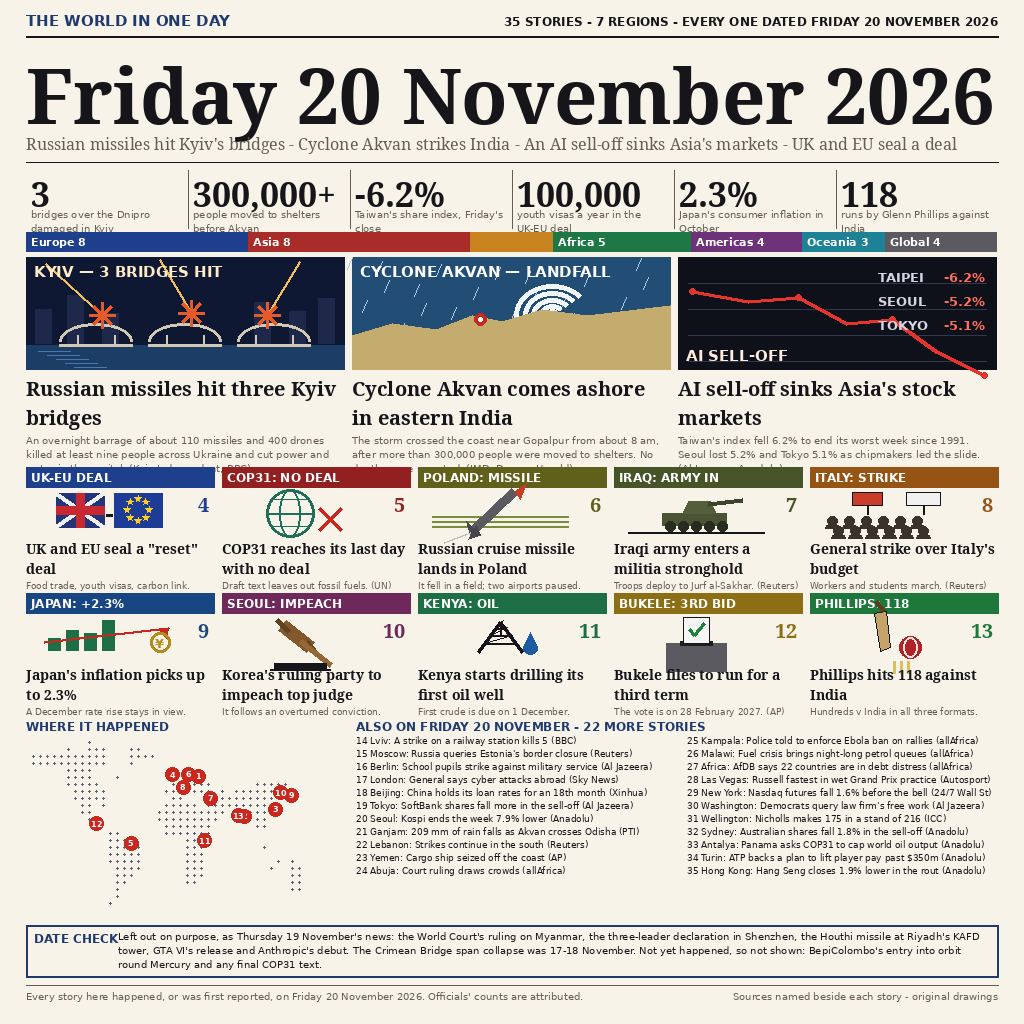 THE WORLD IN ONE DAY
35 STORIES - 7 REGIONS - EVERY ONE DATED FRIDAY 20 NOVEMBER 2026
Friday 20 November 2026
Russian missiles hit Kyiv's bridges - Cyclone Akvan strikes India - An AI sell-off sinks Asia's markets - UK and EU seal a deal
3
bridges over the Dnipro
damaged in Kyiv
300,000+
people moved to shelters
before Akvan
-6.2%
Taiwan's share index, Friday's
close
100,000
youth visas a year in the
UK-EU deal
2.3%
Japan's consumer inflation in
October
118
runs by Glenn Phillips against
India
Europe 8
Asia 8
Africa 5
Americas 4
Oceania 3
Global 4
KYIV — 3 BRIDGES HIT
CYCLONE AKVAN — LANDFALL
TAIPEI -6.2%
SEOUL -5.2%
TOKYO -5.1%
AI SELL-OFF
Russian missiles hit three Kyiv
bridges
An overnight barrage of about 110 missiles and 400 drones
killed at least nine people across Ukraine and cut power and
Cyclone Akvan comes ashore
in eastern India
The storm crossed the coast near Gopalpur from about 8 am,
after more than 300,000 people were moved to shelters. No
AI sell-off sinks Asia's stock
markets
Taiwan's index fell 6.2% to end its worst week since 1991.
Seoul lost 5.2% and Tokyo 5.1% as chipmakers led the slide.
UK-EU DEAL
4
UK and EU seal a "reset"
deal
Food trade, youth visas, carbon link.
COP31: NO DEAL
5
COP31 reaches its last day
with no deal
Draft text leaves out fossil fuels. (UN)
POLAND: MISSILE
6
Russian cruise missile
lands in Poland
It fell in a field; two airports paused.
IRAQ: ARMY IN
7
Iraqi army enters a
militia stronghold
Troops deploy to Jurf al-Sakhar. (Reuters)
ITALY: STRIKE
8
General strike over Italy's
budget
Workers and students march. (Reuters)
JAPAN: +2.3%
9
¥
Japan's inflation picks up
to 2.3%
A December rate rise stays in view.
SEOUL: IMPEACH
10
Korea's ruling party to
impeach top judge
It follows an overturned conviction.
KENYA: OIL
11
Kenya starts drilling its
first oil well
First crude is due on 1 December.
BUKELE: 3RD BID
12
Bukele files to run for a
third term
The vote is on 28 February 2027. (AP)
PHILLIPS: 118
13
Phillips hits 118 against
India
Hundreds v India in all three formats.
WHERE IT HAPPENED
4
6
1
8
7
10
9
3
13
12
5
11
ALSO ON FRIDAY 20 NOVEMBER - 22 MORE STORIES
14 Lviv: A strike on a railway station kills 5 (BBC)
15 Moscow: Russia queries Estonia's border closure (Reuters)
16 Berlin: School pupils strike against military service (Al Jazeera)
17 London: General says cyber attacks abroad (Sky News)
18 Beijing: China holds its loan rates for an 18th month (Xinhua)
19 Tokyo: SoftBank shares fall more in the sell-off (Al Jazeera)
20 Seoul: Kospi ends the week 7.9% lower (Anadolu)
21 Ganjam: 209 mm of rain falls as Akvan crosses Odisha (PTI)
22 Lebanon: Strikes continue in the south (Reuters)
23 Yemen: Cargo ship seized off the coast (AP)
24 Abuja: Court ruling draws crowds (allAfrica)
25 Kampala: Police told to enforce Ebola ban on rallies (allAfrica)
26 Malawi: Fuel crisis brings night-long petrol queues (allAfrica)
27 Africa: AfDB says 22 countries are in debt distress (allAfrica)
28 Las Vegas: Russell fastest in wet Grand Prix practice (Autosport)
29 New York: Nasdaq futures fall 1.6% before the bell (24/7 Wall St)
30 Washington: Democrats query law firm's free work (Al Jazeera)
31 Wellington: Nicholls makes 175 in a stand of 216 (ICC)
32 Sydney: Australian shares fall 1.8% in the sell-off (Anadolu)
33 Antalya: Panama asks COP31 to cap world oil output (Anadolu)
34 Turin: ATP backs a plan to lift player pay past $350m (Anadolu)
35 Hong Kong: Hang Seng closes 1.9% lower in the rout (Anadolu)
DATE CHECK
Left out on purpose, as Thursday 19 November's news: the World Court's ruling on Myanmar, the three-leader declaration in Shenzhen, the Houthi missile at Riyadh's KAFD
tower, GTA VI's release and Anthropic's debut. The Crimean Bridge span collapse was 17-18 November. Not yet happened, so not shown: BepiColombo's entry into orbit
round Mercury and any final COP31 text.
Every story here happened, or was first reported, on Friday 20 November 2026. Officials' counts are attributed.
Sources named beside each story - original drawings